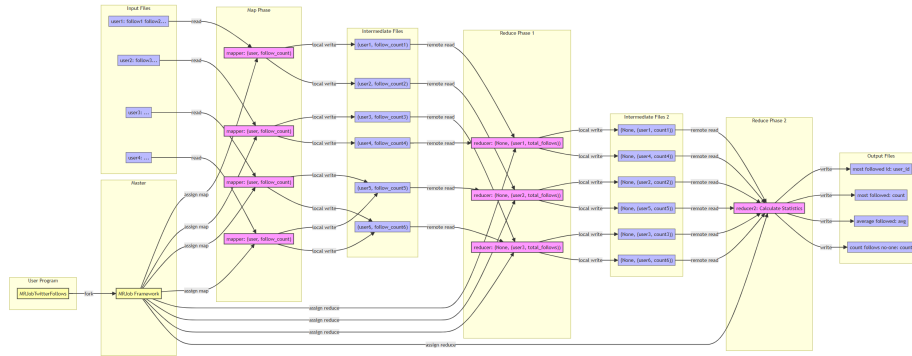 Input Files
user1: follow1 follow2...
user2: follow3...
user3: ...
user4: ...
read
read
read
read
Master
MRJob Framework
User Program
MRJobTwitterFollows
fork
assign map
assign map
assign map
assign map
Map Phase
mapper: (user, follow_count)
mapper: (user, follow_count)
mapper: (user, follow_count)
mapper: (user, follow_count)
local write
local write
local write
local write
local write
local write
local write
local write
Intermediate Files
(user1, follow_count1)
(user2, follow_count2)
(user3, follow_count3)
(user4, follow_count4)
(user5, follow_count5)
(user6, follow_count6)
remote read
remote read
remote read
remote read
remote read
remote read
assign reduce
assign reduce
assign reduce
assign reduce
Reduce Phase 1
reducer: (None, (user1, total_follows))
reducer: (None, (user2, total_follows))
reducer: (None, (user3, total_follows))
local write
local write
local write
local write
local write
local write
Intermediate Files 2
(None, (user1, count1))
(None, (user4, count4))
(None, (user2, count2))
(None, (user5, count5))
(None, (user3, count3))
(None, (user6, count6))
remote read
remote read
remote read
remote read
remote read
remote read
Reduce Phase 2
reducer2: Calculate Statistics
write
write
write
write
Output Files
most followed id: user_id
most followed: count
average followed: avg
count follows no-one: count